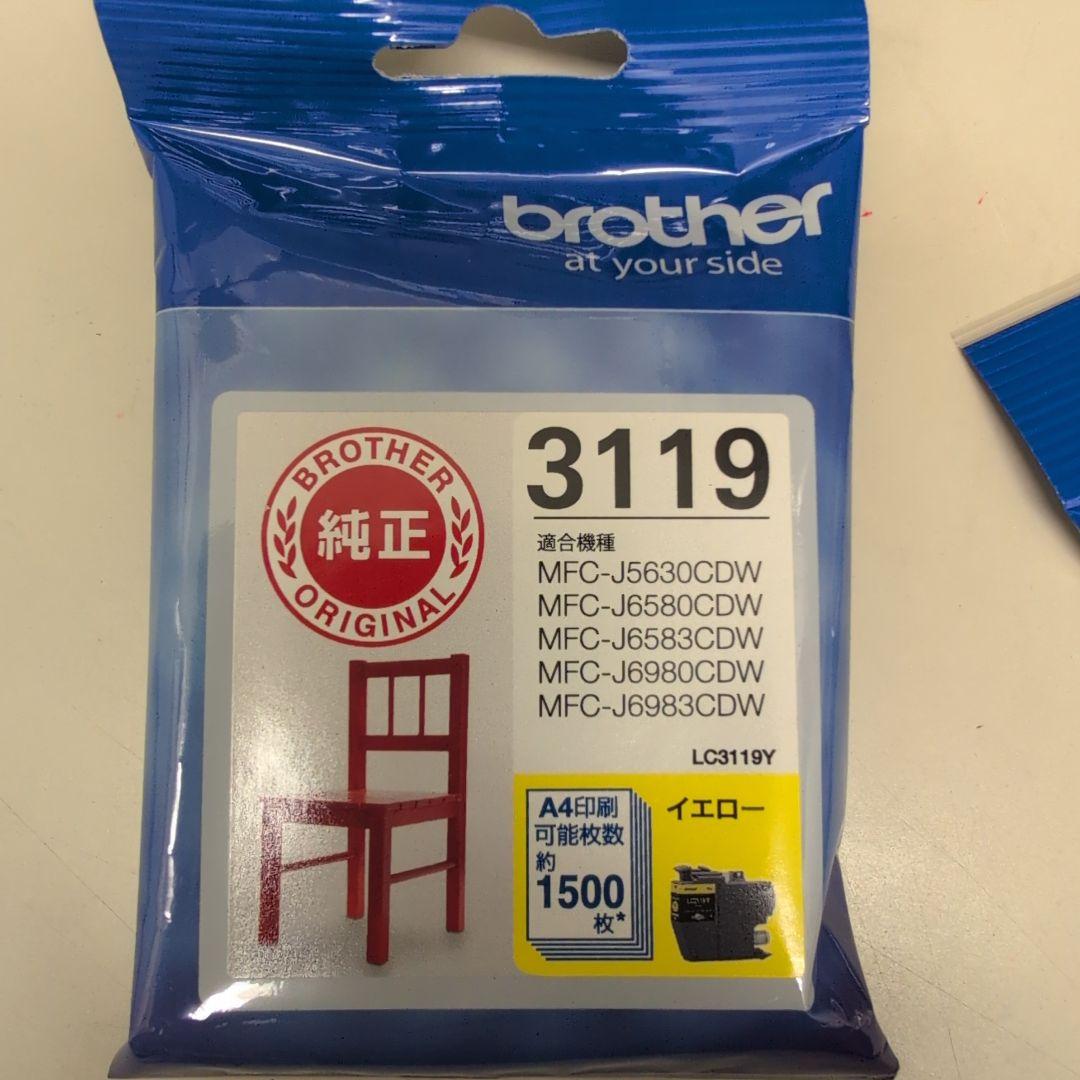 brother
at your side
BROTHER
純正
ORIGINAL
3119
適合機種
MFC-J5630CDW
MFC-J6580CDW
MFC-J6583CDW
MFC-J6980CDW
MFC-J6983CDW
LC3119Y
A4印刷
可能枚数
約
1500
枚*
イエロー